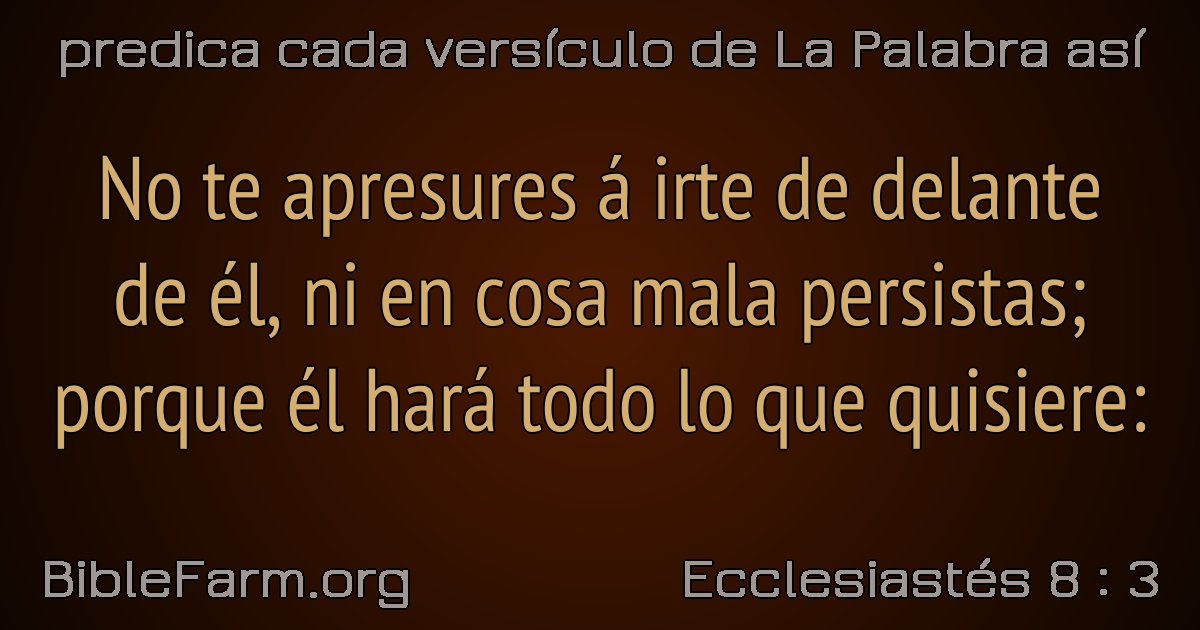 predica cada versículo de La Palabra así
No te apresures á irte de delante
de él, ni en cosa mala persistas;
porque él hará todo lo que quisiere:
BibleFarm.org
Ecclesiastés 8 : 3